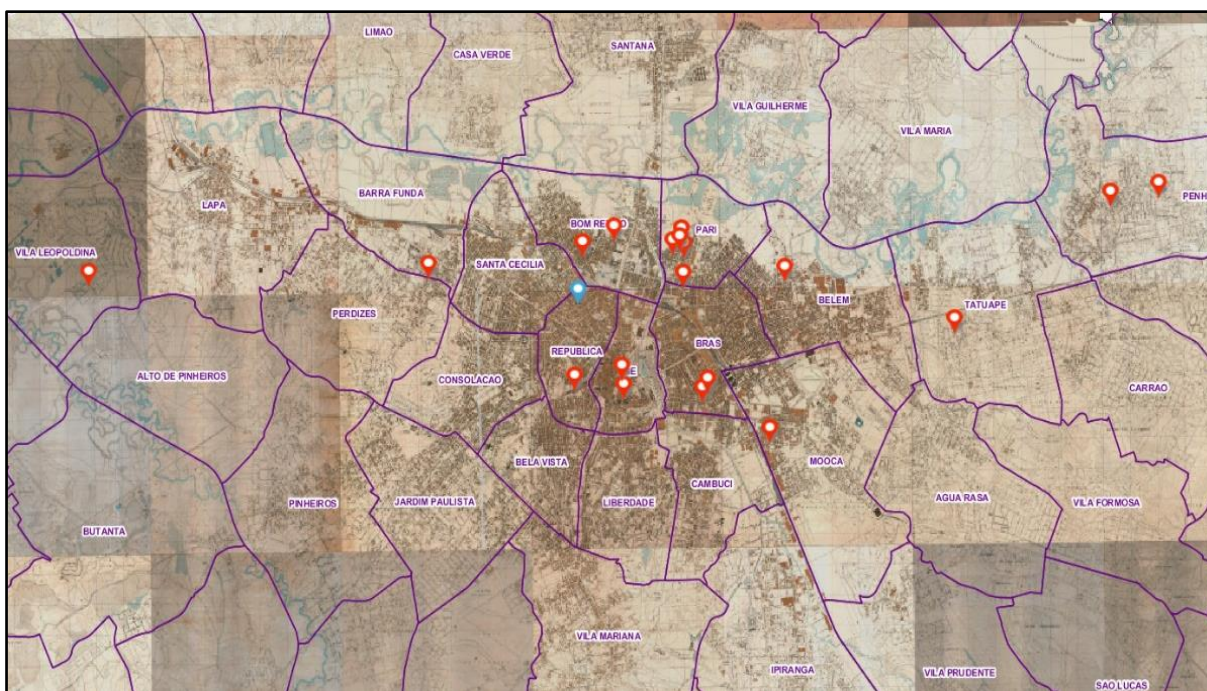 LIMAO
CASA VERDE
SANTANA
VILA GUILHERME
VILA MARIA
PENH
BARRA FUNDA
LAPA
BOM RE
PARI
VILA LEOPOLDINA
SANTA CECILIA
BELEM
TATUAPE
PERDIZES
BRAS
REPUBLICA
E
ALTO DE PINHEIROS
CONSOLACAO
CARRAO
BELA VISTA
MOOCA
CAMBUCI
PINHEIROS
JARDIM PAULISTA
LIBERDADE
AGUA RASA
VILA FORMOSA
BUTANTA
VILA MARIANA
IPIRANGA
VILA PRUDENTE
SAO LUCAS